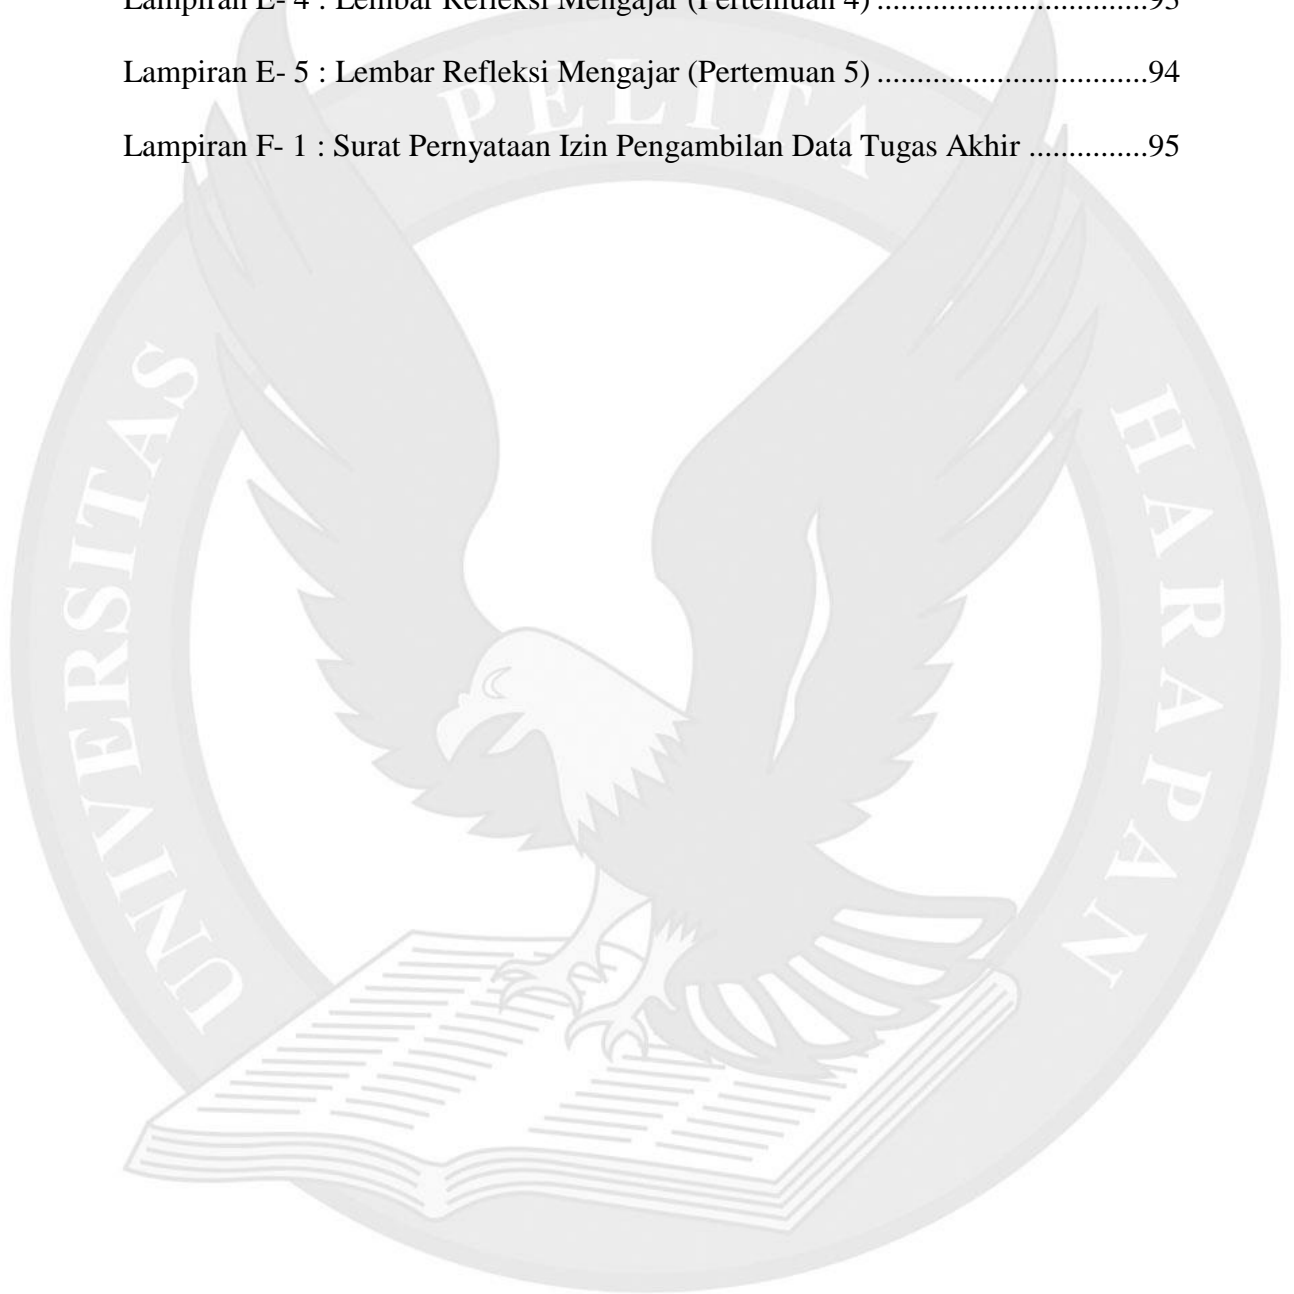 Lampiran E- 4 : Lembar Refleksi Mengajar (Pertemuan 4) ..............................93
Lampiran E- 5 : Lembar Refleksi Mengajar (Pertemuan 5) ..............................94
Lampiran F- 1 : Surat Pernyataan Izin Pengambilan Data Tugas Akhir ..............95
UNIVERSITAS PELITA HARAPAN